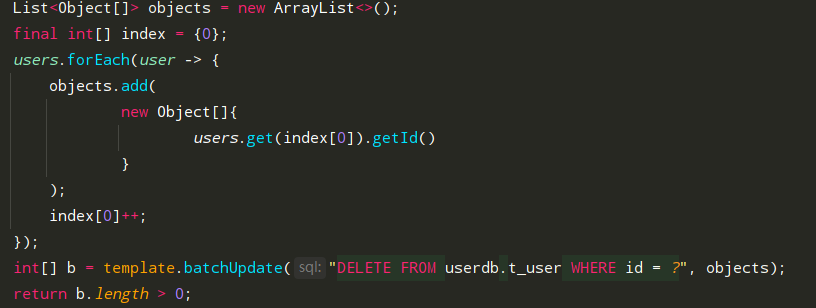 List<Object[]> objects = new ArrayList<>();
final int[] index = {0};
users.forEach(user -> {
objects.add(
new Object[]{
users.get(index[0]).getId()
}
);
index[0]++;
});
int[] b = template.batchUpdate( sql: "DELETE FROM userdb.t_user WHERE id = ?", objects);
return b.length > 0;